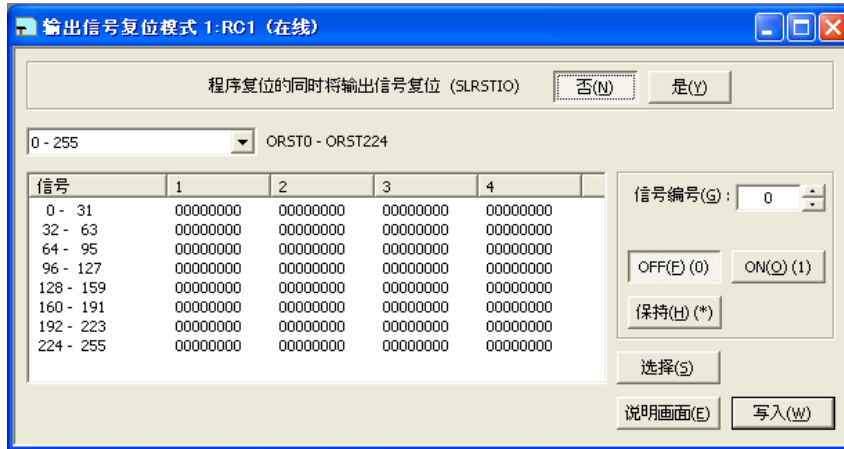 输出信号复位模式 1:RC1 (在线)
程序复位的同时将输出信号复位 (SLRSTIO) 否(N) 是(Y)
0 - 255 ORST0 - ORST224
信号 1 2 3 4
0 - 31 00000000 00000000 00000000 00000000
32 - 63 00000000 00000000 00000000 00000000
64 - 95 00000000 00000000 00000000 00000000
96 - 127 00000000 00000000 00000000 00000000
128 - 159 00000000 00000000 00000000 00000000
160 - 191 00000000 00000000 00000000 00000000
192 - 223 00000000 00000000 00000000 00000000
224 - 255 00000000 00000000 00000000 00000000
信号编号(G): 0
OFF(F) (0) ON(O) (1)
保持(H) (*)
选择(S)
说明画面(E) 写入(W)